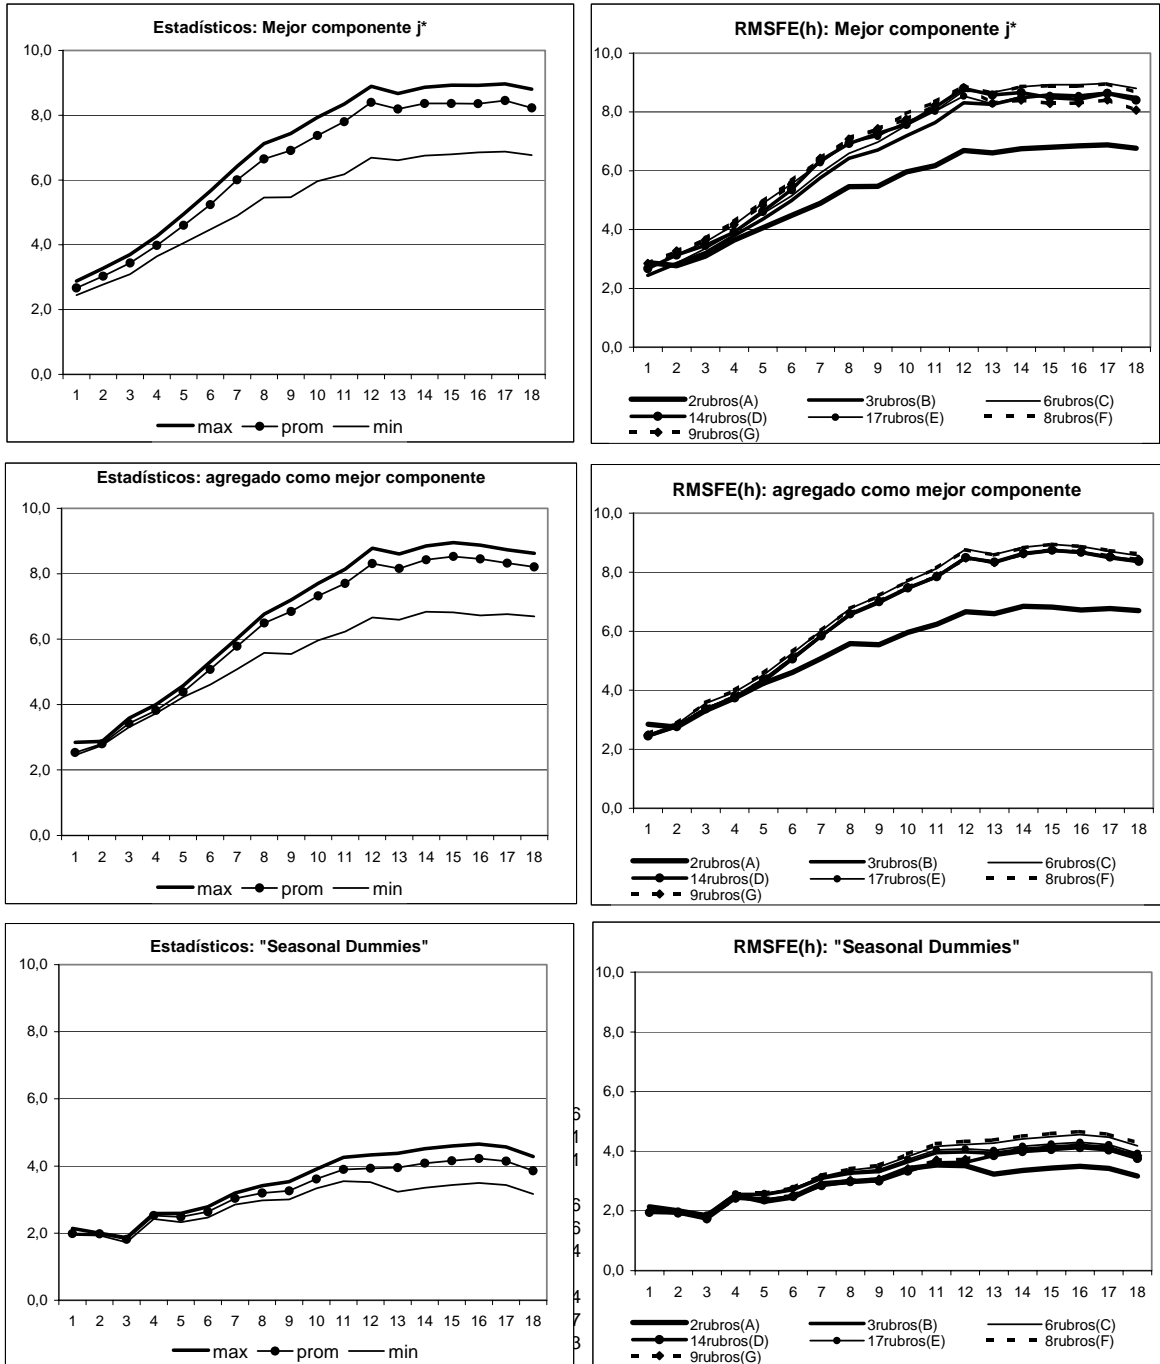 Estadísticos: Mejor componente j*
10,0
8,0
6,0
4,0
2,0
0,0
1 2 3 4 5 6 7 8 9 10 11 12 13 14 15 16 17 18
max prom min
RMSFE(h): Mejor componente j*
10,0
8,0
6,0
4,0
2,0
0,0
1 2 3 4 5 6 7 8 9 10 11 12 13 14 15 16 17 18
2rubros(A) 3rubros(B) 6rubros(C)
14rubros(D) 17rubros(E) 8rubros(F)
9rubros(G)
Estadísticos: agregado como mejor componente
10,0
8,0
6,0
4,0
2,0
0,0
1 2 3 4 5 6 7 8 9 10 11 12 13 14 15 16 17 18
max prom min
RMSFE(h): agregado como mejor componente
10,0
8,0
6,0
4,0
2,0
0,0
1 2 3 4 5 6 7 8 9 10 11 12 13 14 15 16 17 18
2rubros(A) 3rubros(B) 6rubros(C)
14rubros(D) 17rubros(E) 8rubros(F)
9rubros(G)
Estadísticos: "Seasonal Dummies"
10,0
8,0
6,0
4,0
2,0
0,0
1 2 3 4 5 6 7 8 9 10 11 12 13 14 15 16 17 18
max prom min
RMSFE(h): "Seasonal Dummies"
10,0
8,0
6,0
4,0
2,0
0,0
1 2 3 4 5 6 7 8 9 10 11 12 13 14 15 16 17 18
2rubros(A) 3rubros(B) 6rubros(C)
14rubros(D) 17rubros(E) 8rubros(F)
9rubros(G)